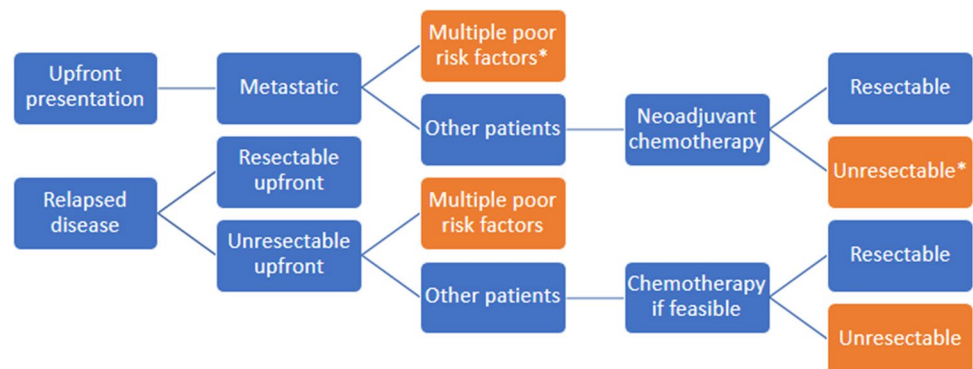 Upfront
presentation
Metastatic
Multiple poor
risk factors*
Other patients
Neoadjuvant
chemotherapy
Resectable
Unresectable*
Relapsed
disease
Resectable
upfront
Unresectable
upfront
Multiple poor
risk factors
Other patients
Chemotherapy
if feasible
Resectable
Unresectable